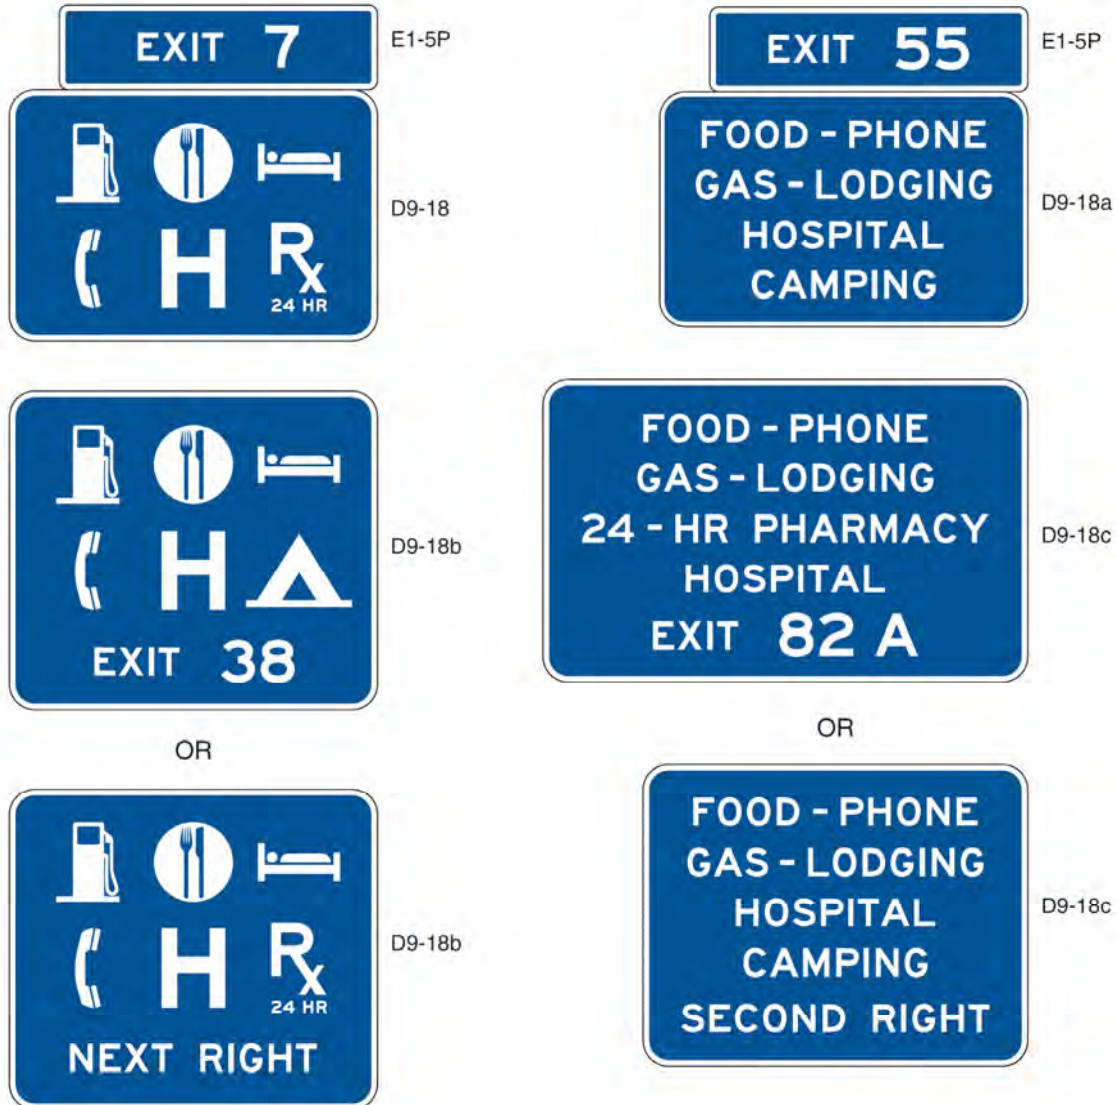 EXIT 7
E1-5P
H
Rx
24 HR
D9-18
H
EXIT 38
D9-18b
OR
H
Rx
24 HR
NEXT RIGHT
D9-18b
EXIT 55
E1-5P
FOOD - PHONE
GAS - LODGING
HOSPITAL
CAMPING
D9-18a
FOOD - PHONE
GAS - LODGING
24 - HR PHARMACY
HOSPITAL
EXIT 82 A
D9-18c
OR
FOOD - PHONE
GAS - LODGING
HOSPITAL
CAMPING
SECOND RIGHT
D9-18c